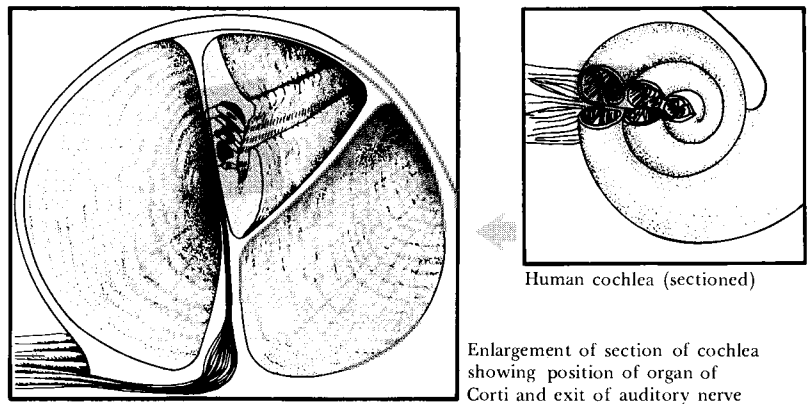 Human cochlea (sectioned)
Enlargement of section of cochlea
showing position of organ of
Corti and exit of auditory nerve